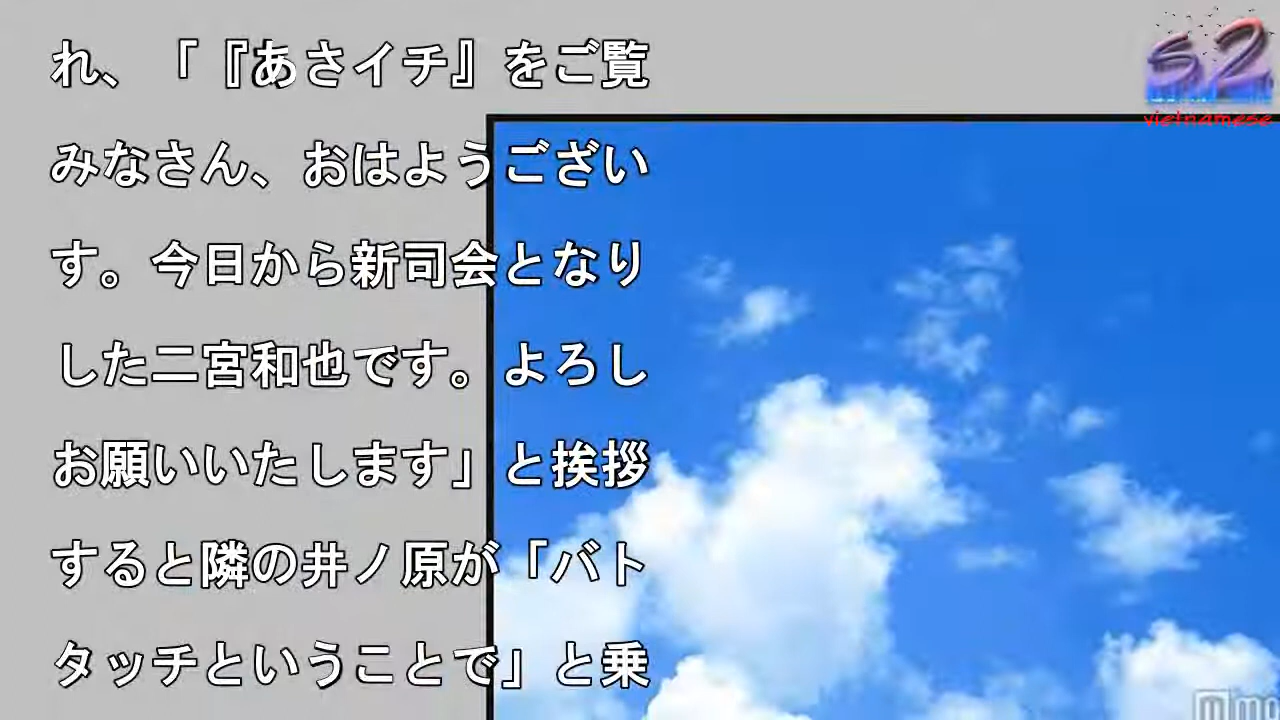 れ、「『あさイチ』をご覧
みなさん、おはようござい
す。今日から新司会となり
した二宮和也です。よろし
お願いいたします」と挨拶
すると隣の井ノ原が「バト
タッチということで」と乗
s2
vietnamese